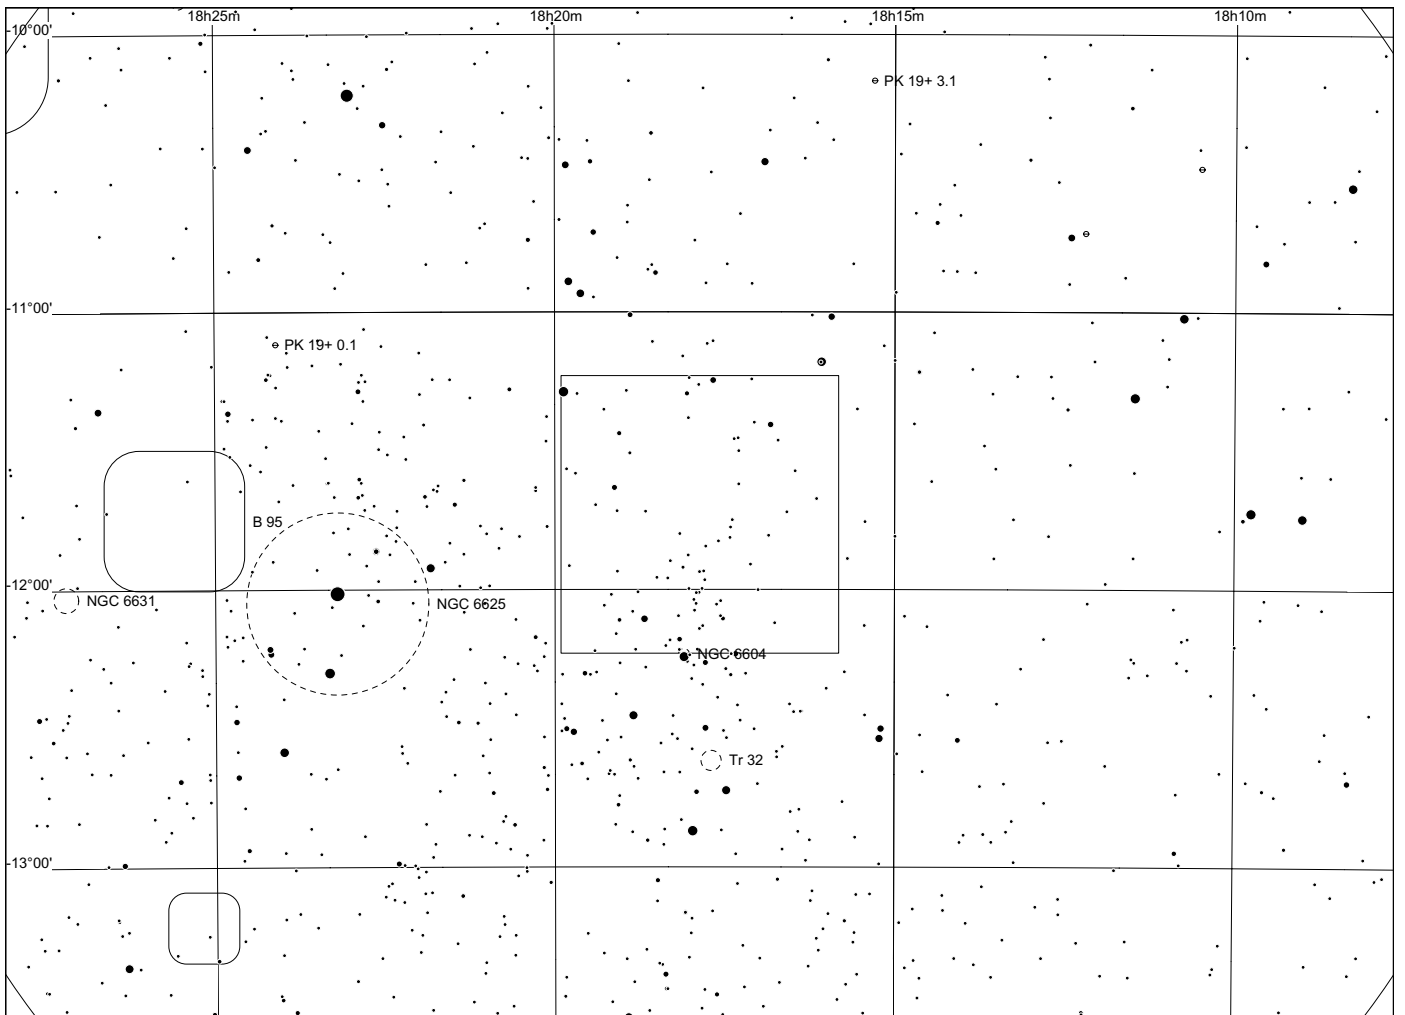 18h25m
18h20m
18h15m
18h10m
-10°00'
PK 19+ 3.1
-11°00'
PK 19+ 0.1
B 95
-12°00'
NGC 6631
NGC 6625
NGC 6604
Tr 32
-13°00'